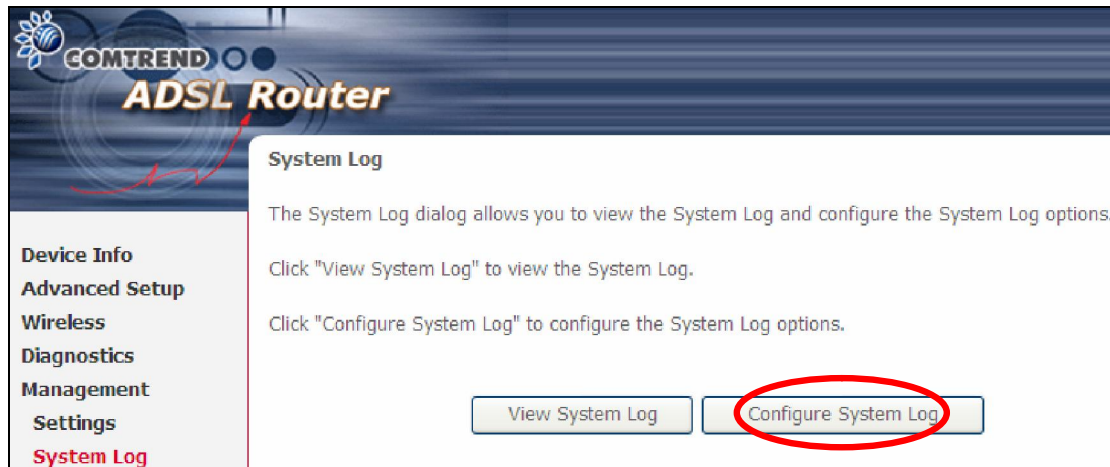 COMTREND
ADSL Router
System Log
The System Log dialog allows you to view the System Log and configure the System Log options.
Click "View System Log" to view the System Log.
Click "Configure System Log" to configure the System Log options.
View System Log
Configure System Log
Device Info
Advanced Setup
Wireless
Diagnostics
Management
Settings
System Log